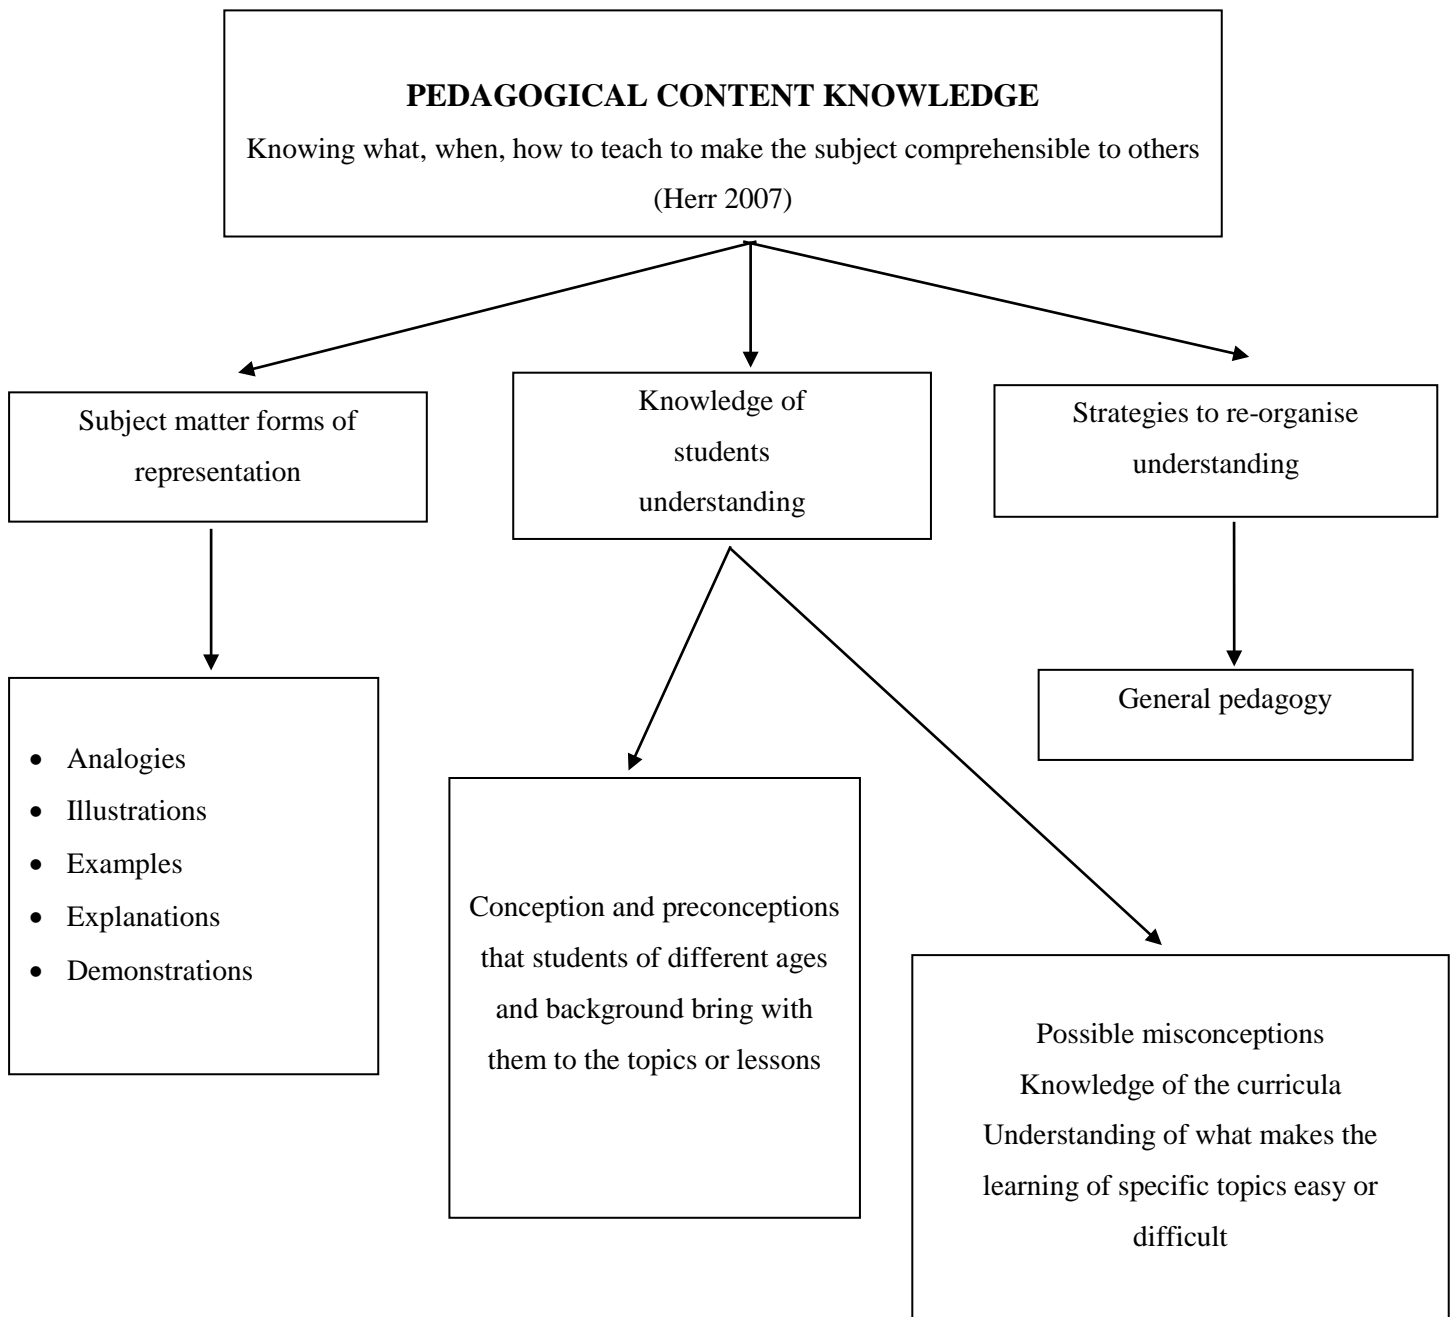 PEDAGOGICAL CONTENT KNOWLEDGE
Knowing what, when, how to teach to make the subject comprehensible to others
(Herr 2007)
Subject matter forms of
representation
Knowledge of
students
understanding
Strategies to re-organise
understanding
• Analogies
• Illustrations
• Examples
• Explanations
• Demonstrations
Conception and preconceptions
that students of different ages
and background bring with
them to the topics or lessons
Possible misconceptions
Knowledge of the curricula
Understanding of what makes the
learning of specific topics easy or
difficult
General pedagogy